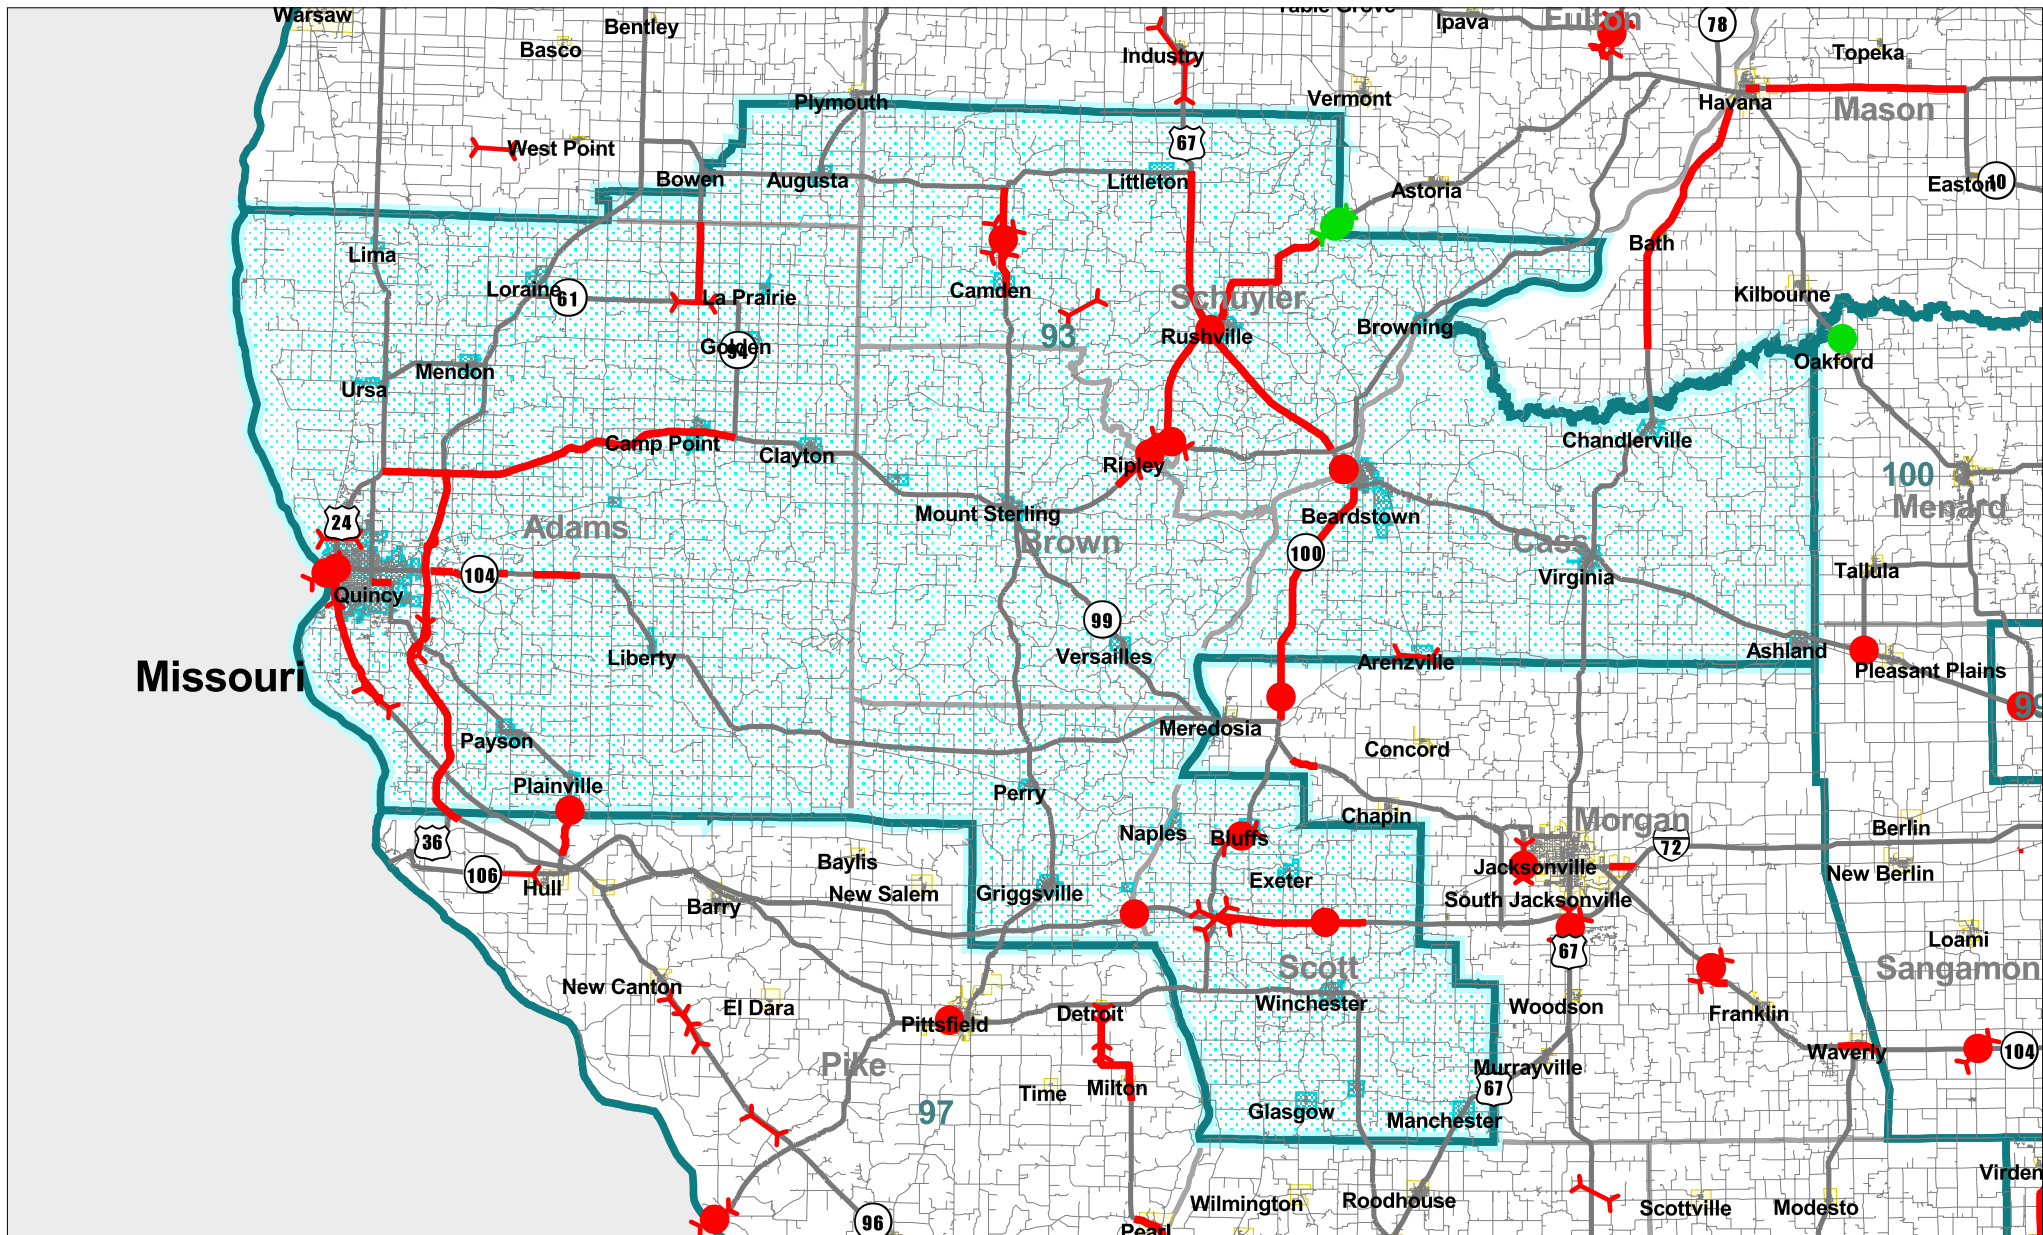 Warsaw
Bentley
Table Grove
Ipava
Fulton
78
Basco
Industry
Topeka
Plymouth
Vermont
Havana
Mason
West Point
67
Bowen
Augusta
Littleton
Astoria
Easton
10
Lima
Bath
Loraine
61
La Prairie
Camden
Schuyler
Kilbourne
93
Rushville
Browning
Golden
94
Oakford
Mendon
Ursa
Camp Point
Clayton
Ripley
Chandlerville
100
Menard
24
Adams
Mount Sterling
Beardstown
Brown
Cass
100
104
Virginia
Tallula
Quincy
99
Missouri
Liberty
Versailles
Arenzville
Ashland
Pleasant Plains
99
Payson
Meredosia
Concord
Plainville
Perry
Chapin
Morgan
36
Naples
Bluffs
Berlin
72
106
Hull
Baylis
New Salem
Griggsville
Exeter
Jacksonville
New Berlin
Barry
South Jacksonville
67
Loami
New Canton
El Dara
Scott
Sangamon
Pittsfield
Detroit
Winchester
Woodson
Franklin
Pike
Time
Milton
Murrayville
Waverly
104
97
Glasgow
67
Manchester
96
Pearl
Wilmington
Roodhouse
Scottville
Modesto
Virden